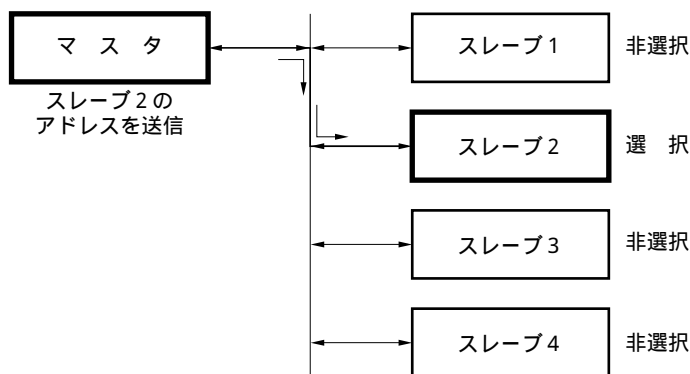 マ ス タ
スレーブ1
非選択
スレーブ2の
アドレスを送信
スレーブ2
選 択
スレーブ3
非選択
スレーブ4
非選択